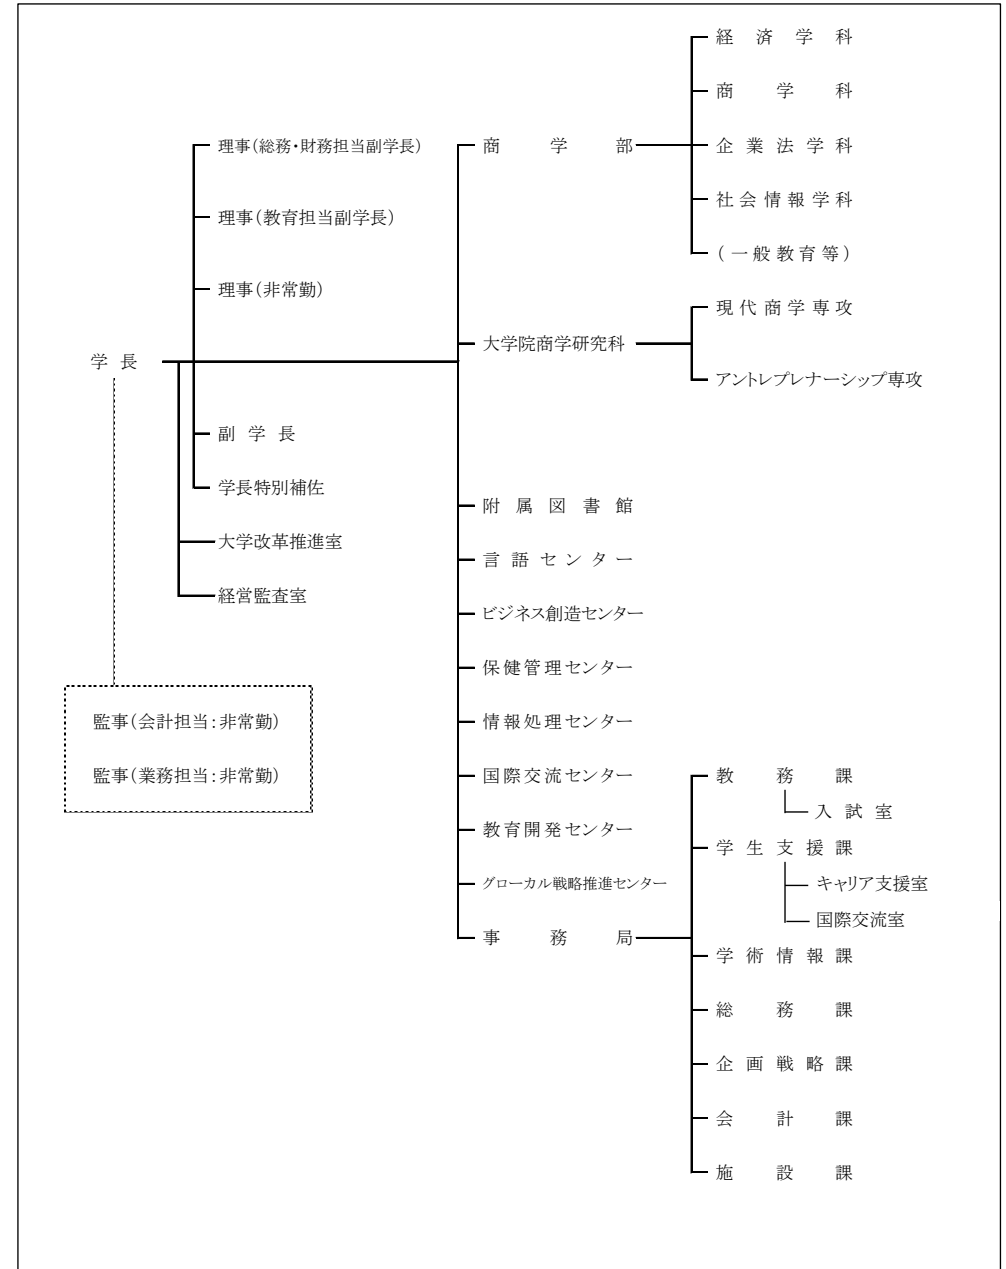 学長
理事(総務・財務担当副学長)
理事(教育担当副学長)
理事(非常勤)
副学長
学長特別補佐
大学改革推進室
経営監査室
監事(会計担当:非常勤)
監事(業務担当:非常勤)
商学部
経済学科
商学科
企業法学科
社会情報学科
(一般教育等)
大学院商学研究科
現代商学専攻
アントレプレナーシップ専攻
附属図書館
言語センター
ビジネス創造センター
保健管理センター
情報処理センター
国際交流センター
教育開発センター
グローカル戦略推進センター
事務局
教務課
入試室
学生支援課
キャリア支援室
国際交流室
学術情報課
総務課
企画戦略課
会計課
施設課